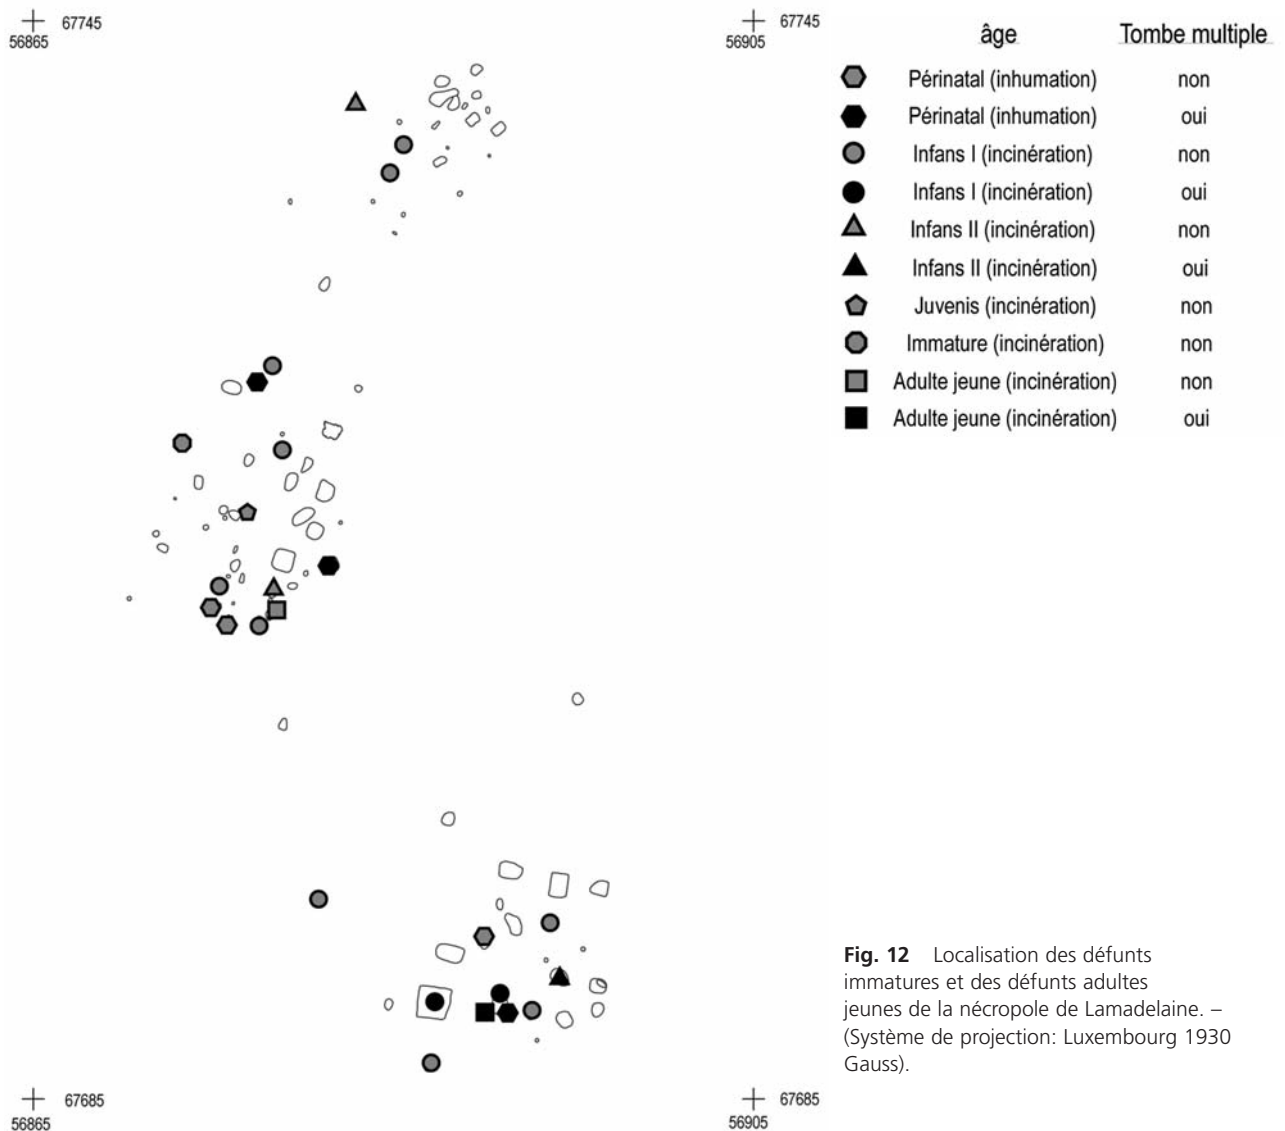 67745
56865
67745
56905
âge Tombe multiple
Périnatal (inhumation) non
Périnatal (inhumation) oui
Infans I (incinération) non
Infans I (incinération) oui
Infans II (incinération) non
Infans II (incinération) oui
Juvenis (incinération) non
Immature (incinération) non
Adulte jeune (incinération) non
Adulte jeune (incinération) oui
Fig. 12 Localisation des défunts
immatures et des défunts adultes
jeunes de la nécropole de Lamadelaine. –
(Système de projection: Luxembourg 1930
Gauss).
67685
56865
67685
56905